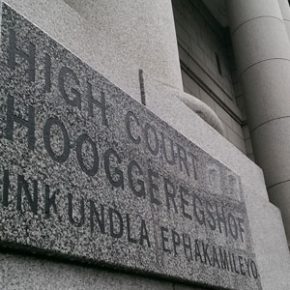 HIGH COURT
HOOGGEREGSHOF
INKUNDLA EPHAKAMILEYO